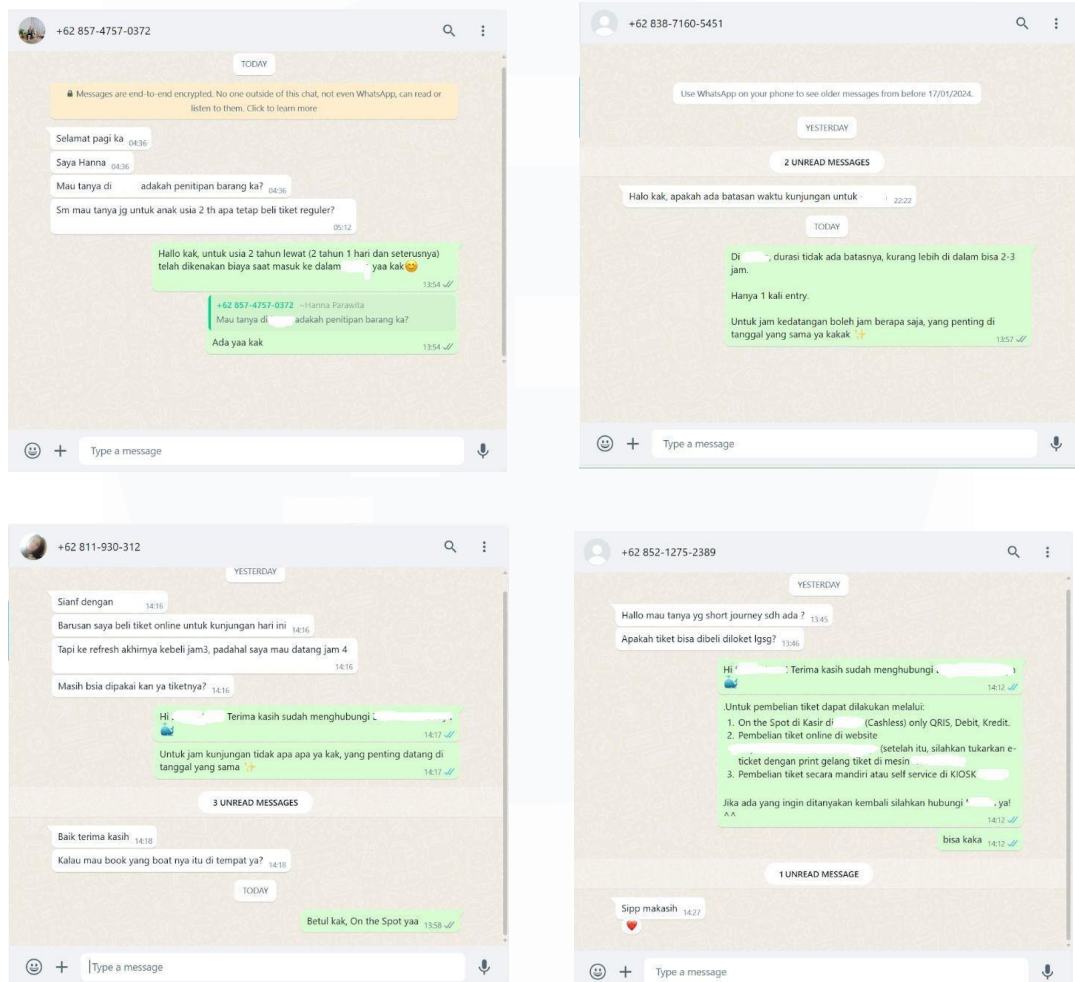 +62 857-4757-0372
TODAY
Messages are end-to-end encrypted. No one outside of this chat, not even WhatsApp, can read or
listen to them. Click to learn more
Selamat pagi ka 04:36
Saya Hanna 04:36
Mau tanya di adakah penitipan barang ka? 04:36
Sm mau tanya jg untuk anak usia 2 th apa tetap beli tiket reguler?
05:12
Hallo kak, untuk usia 2 tahun lewat (2 tahun 1 hari dan seterusnya)
telah dikenakan biaya saat masuk ke dalam yaa kak😊
13:54
+62 857-4757-0372 ~Hanna Parawita
Mau tanya di adakah penitipan barang ka?
Ada yaa kak 13:54
Type a message
+62 838-7160-5451
Use WhatsApp on your phone to see older messages from before 17/01/2024.
YESTERDAY
2 UNREAD MESSAGES
Halo kak, apakah ada batasan waktu kunjungan untuk 22:22
TODAY
Di , durasi tidak ada batasnya, kurang lebih di dalam bisa 2-3
jam.
Hanya 1 kali entry.
Untuk jam kedatangan boleh jam berapa saja, yang penting di
tanggal yang sama ya kakak ✨ 13:57
Type a message
+62 811-930-312
YESTERDAY
Sianf dengan 14:16
Barusan saya beli tiket online untuk kunjungan hari ini 14:16
Tapi ke refresh akhirnya kebeli jam3, padahal saya mau datang jam 4
14:16
Masih bsia dipakai kan ya tiketnya? 14:16
Hi Terima kasih sudah menghubungi
🐳 14:17
Untuk jam kunjungan tidak apa apa ya kak, yang penting datang di
tanggal yang sama ✨ 14:17
3 UNREAD MESSAGES
Baik terima kasih 14:18
Kalau mau book yang boat nya itu di tempat ya? 14:18
TODAY
Betul kak, On the Spot yaa 13:58
Type a message
+62 852-1275-2389
YESTERDAY
Hallo mau tanya yg short journey sdh ada ? 13:45
Apakah tiket bisa dibeli diloket lgsg? 13:46
Hi Terima kasih sudah menghubungi
🐳 14:12
.Untuk pembelian tiket dapat dilakukan melalui:
1. On the Spot di Kasir di (Cashless) only QRIS, Debit, Kredit.
2. Pembelian tiket online di website
(setelah itu, silahkan tukarkan e-
ticket dengan print gelang tiket di mesin
3. Pembelian tiket secara mandiri atau self service di KIOSK
Jika ada yang ingin ditanyakan kembali silahkan hubungi ya!
^^ 14:12
bisa kaka 14:12
1 UNREAD MESSAGE
Sipp makasih 14:27
❤️
Type a message